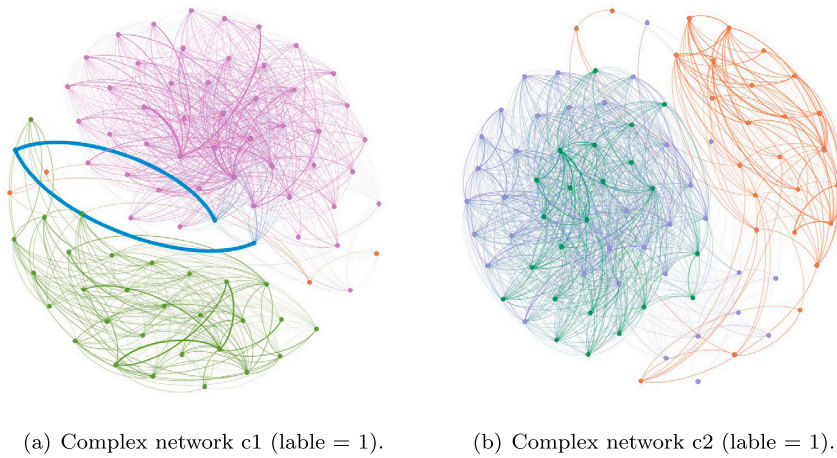 (a) Complex network c1 (lable = 1).
(b) Complex network c2 (lable = 1).